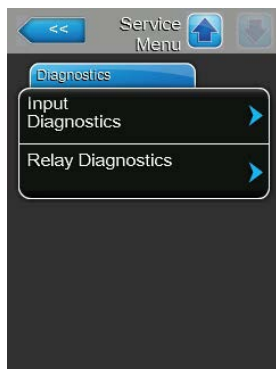 <<
Service
Menu
Diagnostics
Input
Diagnostics
Relay Diagnostics